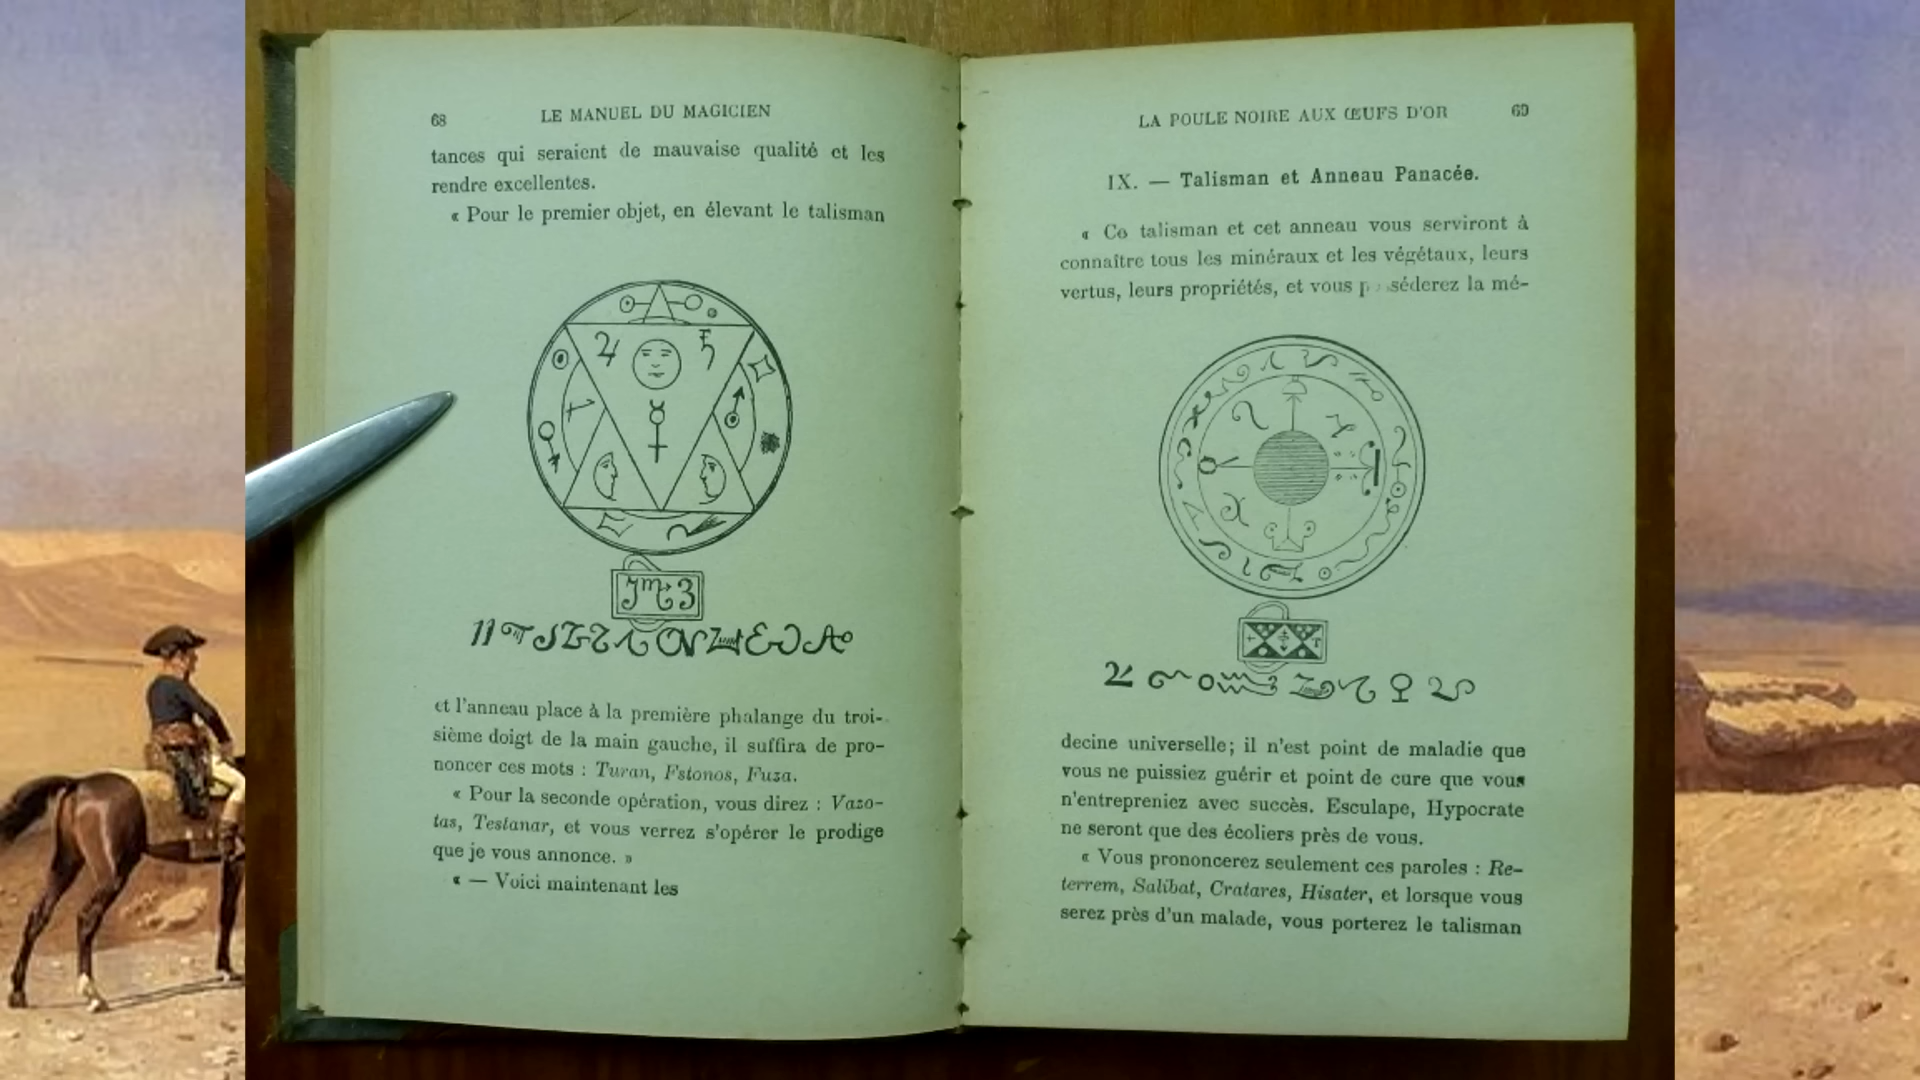 68 LE MANUEL DU MAGICIEN
tances qui seraient de mauvaise qualité et les
rendre excellentes.
« Pour le premier objet, en élevant le talisman
et l'anneau place à la première phalange du troi-
sième doigt de la main gauche, il suffira de pro-
noncer ces mots : Turan, Fstonos, Fuza.
« Pour la seconde opération, vous direz : Vazo-
tas, Testanar, et vous verrez s'opérer le prodige
que je vous annonce. »
« — Voici maintenant les
LA POULE NOIRE AUX ŒUFS D'OR 69
IX. — Talisman et Anneau Panacée.
« Ce talisman et cet anneau vous serviront à
connaître tous les minéraux et les végétaux, leurs
vertus, leurs propriétés, et vous p séderez la mé-
decine universelle; il n'est point de maladie que
vous ne puissiez guérir et point de cure que vous
n'entrepreniez avec succès. Esculape, Hypocrate
ne seront que des écoliers près de vous.
« Vous prononcerez seulement ces paroles : Re-
terrem, Salibat, Cratares, Hisater, et lorsque vous
serez près d'un malade, vous porterez le talisman